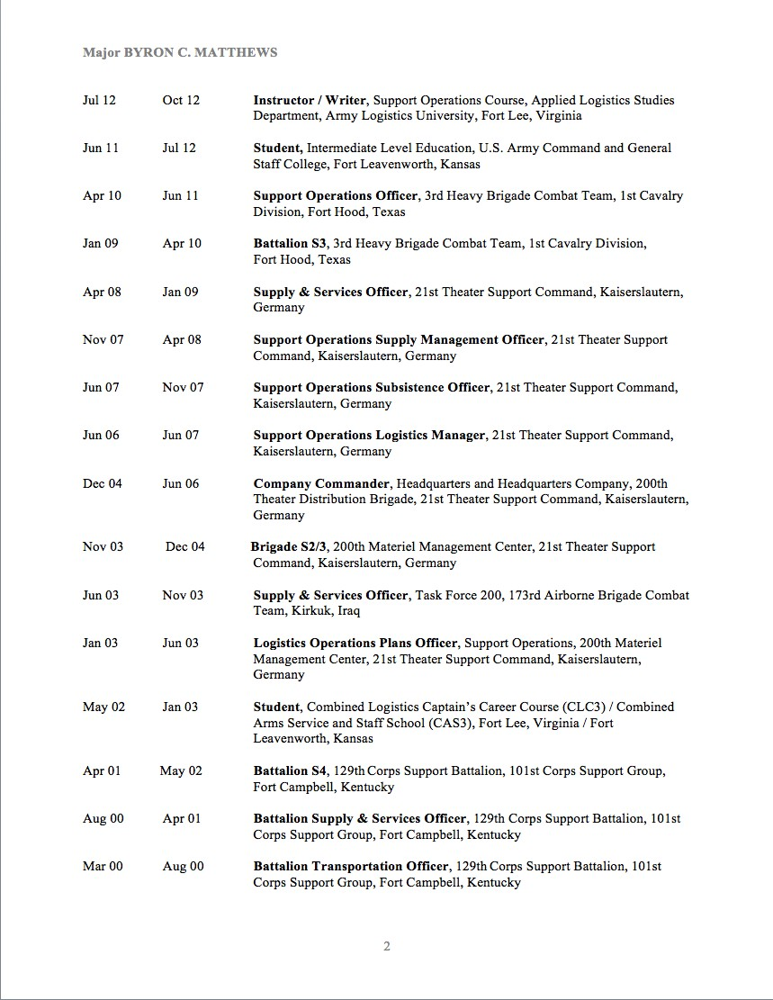 Major BYRON C. MATTHEWS
Jul 12 Oct 12 Instructor / Writer, Support Operations Course, Applied Logistics Studies
Department, Army Logistics University, Fort Lee, Virginia
Jun 11 Jul 12 Student, Intermediate Level Education, U.S. Army Command and General
Staff College, Fort Leavenworth, Kansas
Apr 10 Jun 11 Support Operations Officer, 3rd Heavy Brigade Combat Team, 1st Cavalry
Division, Fort Hood, Texas
Jan 09 Apr 10 Battalion S3, 3rd Heavy Brigade Combat Team, 1st Cavalry Division,
Fort Hood, Texas
Apr 08 Jan 09 Supply & Services Officer, 21st Theater Support Command, Kaiserslautern,
Germany
Nov 07 Apr 08 Support Operations Supply Management Officer, 21st Theater Support
Command, Kaiserslautern, Germany
Jun 07 Nov 07 Support Operations Subsistence Officer, 21st Theater Support Command,
Kaiserslautern, Germany
Jun 06 Jun 07 Support Operations Logistics Manager, 21st Theater Support Command,
Kaiserslautern, Germany
Dec 04 Jun 06 Company Commander, Headquarters and Headquarters Company, 200th
Theater Distribution Brigade, 21st Theater Support Command, Kaiserslautern,
Germany
Nov 03 Dec 04 Brigade S2/3, 200th Materiel Management Center, 21st Theater Support
Command, Kaiserslautern, Germany
Jun 03 Nov 03 Supply & Services Officer, Task Force 200, 173rd Airborne Brigade Combat
Team, Kirkuk, Iraq
Jan 03 Jun 03 Logistics Operations Plans Officer, Support Operations, 200th Materiel
Management Center, 21st Theater Support Command, Kaiserslautern,
Germany
May 02 Jan 03 Student, Combined Logistics Captain’s Career Course (CLC3) / Combined
Arms Service and Staff School (CAS3), Fort Lee, Virginia / Fort
Leavenworth, Kansas
Apr 01 May 02 Battalion S4, 129th Corps Support Battalion, 101st Corps Support Group,
Fort Campbell, Kentucky
Aug 00 Apr 01 Battalion Supply & Services Officer, 129th Corps Support Battalion, 101st
Corps Support Group, Fort Campbell, Kentucky
Mar 00 Aug 00 Battalion Transportation Officer, 129th Corps Support Battalion, 101st
Corps Support Group, Fort Campbell, Kentucky
2